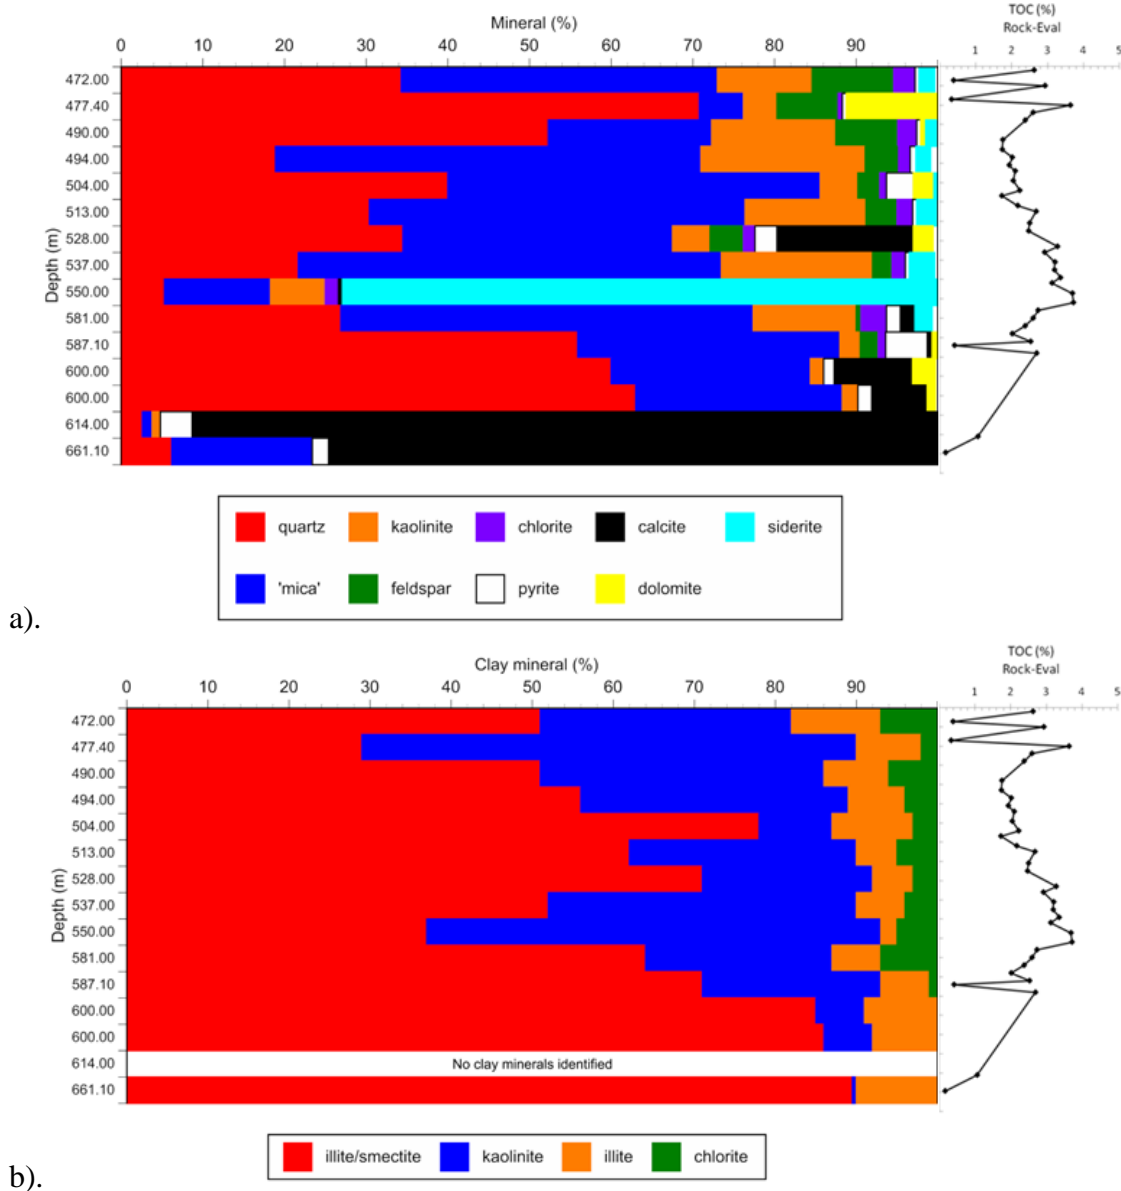 Mineral (%)
TOC (%)
Rock-Eval
0 10 20 30 40 50 60 70 80 90
1 2 3 4 5
Depth (m)
472.00
477.40
490.00
494.00
504.00
513.00
528.00
537.00
550.00
581.00
587.10
600.00
600.00
614.00
661.10
quartz kaolinite chlorite calcite siderite
'mica' feldspar pyrite dolomite
a).
Clay mineral (%)
TOC (%)
Rock-Eval
0 10 20 30 40 50 60 70 80 90
1 2 3 4 5
Depth (m)
472.00
477.40
490.00
494.00
504.00
513.00
528.00
537.00
550.00
581.00
587.10
600.00
600.00
614.00
No clay minerals identified
661.10
illite/smectite kaolinite illite chlorite
b).